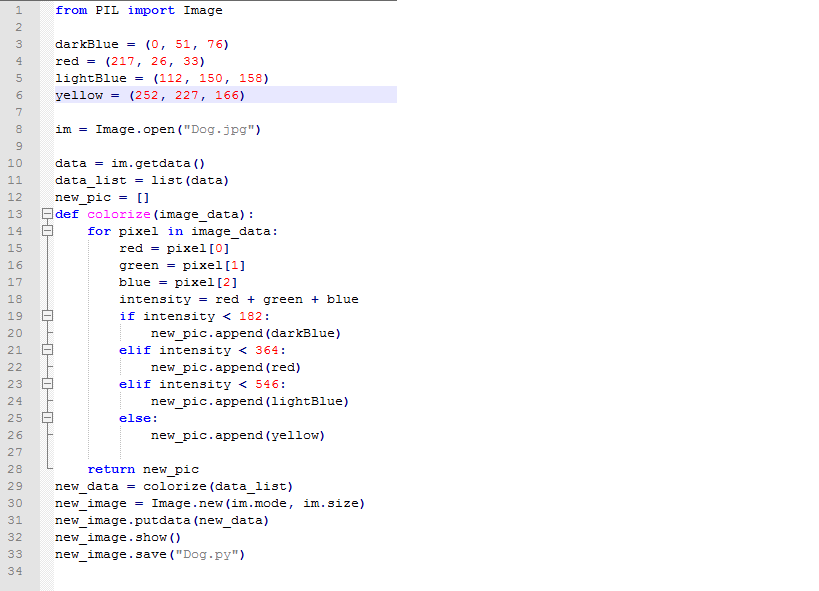 1 from PIL import Image
2
3 darkBlue = (0, 51, 76)
4 red = (217, 26, 33)
5 lightBlue = (112, 150, 158)
6 yellow = (252, 227, 166)
7
8 im = Image.open("Dog.jpg")
9
10 data = im.getdata()
11 data_list = list(data)
12 new_pic = []
13 def colorize(image_data):
14     for pixel in image_data:
15         red = pixel[0]
16         green = pixel[1]
17         blue = pixel[2]
18         intensity = red + green + blue
19         if intensity < 182:
20             new_pic.append(darkBlue)
21         elif intensity < 364:
22             new_pic.append(red)
23         elif intensity < 546:
24             new_pic.append(lightBlue)
25         else:
26             new_pic.append(yellow)
27
28     return new_pic
29 new_data = colorize(data_list)
30 new_image = Image.new(im.mode, im.size)
31 new_image.putdata(new_data)
32 new_image.show()
33 new_image.save("Dog.py")
34